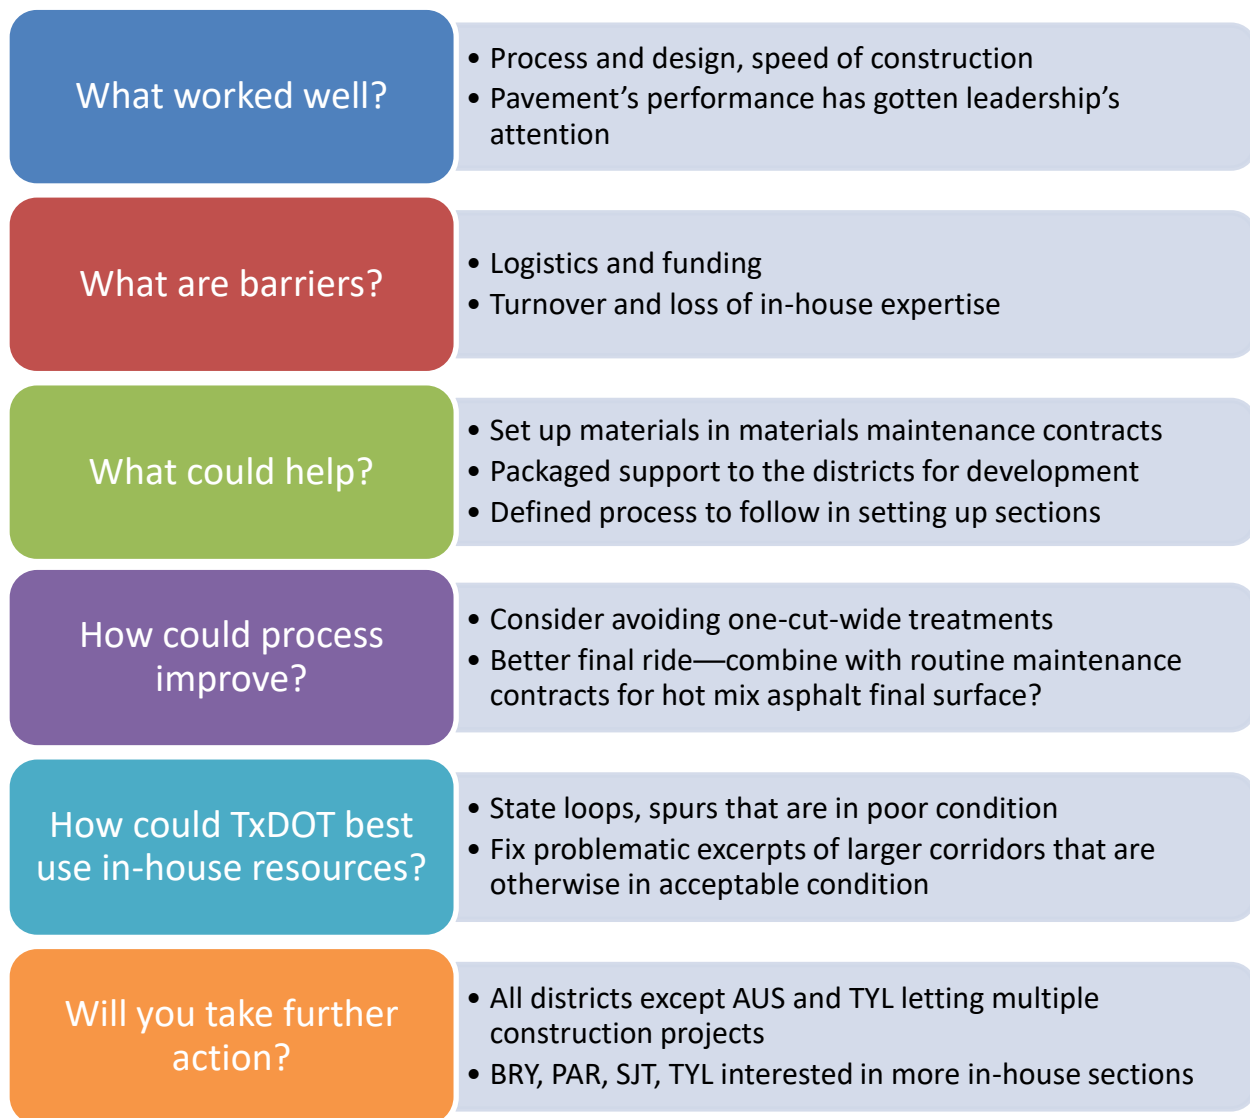 What worked well?
• Process and design, speed of construction
• Pavement’s performance has gotten leadership’s
attention
What are barriers?
• Logistics and funding
• Turnover and loss of in-house expertise
What could help?
• Set up materials in materials maintenance contracts
• Packaged support to the districts for development
• Defined process to follow in setting up sections
How could process
improve?
• Consider avoiding one-cut-wide treatments
• Better final ride—combine with routine maintenance
contracts for hot mix asphalt final surface?
How could TxDOT best
use in-house resources?
• State loops, spurs that are in poor condition
• Fix problematic excerpts of larger corridors that are
otherwise in acceptable condition
Will you take further
action?
• All districts except AUS and TYL letting multiple
construction projects
• BRY, PAR, SJT, TYL interested in more in-house sections